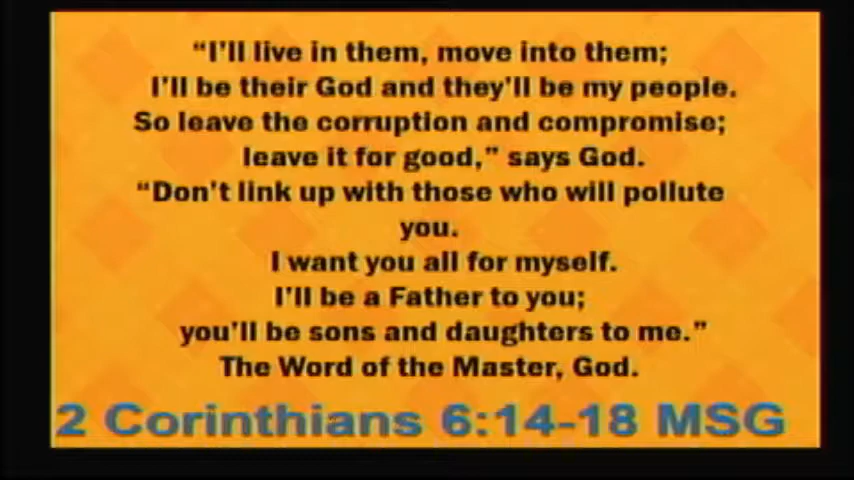 “I’ll live in them, move into them;
I’ll be their God and they’ll be my people.
So leave the corruption and compromise;
leave it for good,” says God.
“Don’t link up with those who will pollute
you.
I want you all for myself.
I’ll be a Father to you;
you’ll be sons and daughters to me.”
The Word of the Master, God.
2 Corinthians 6:14-18 MSG